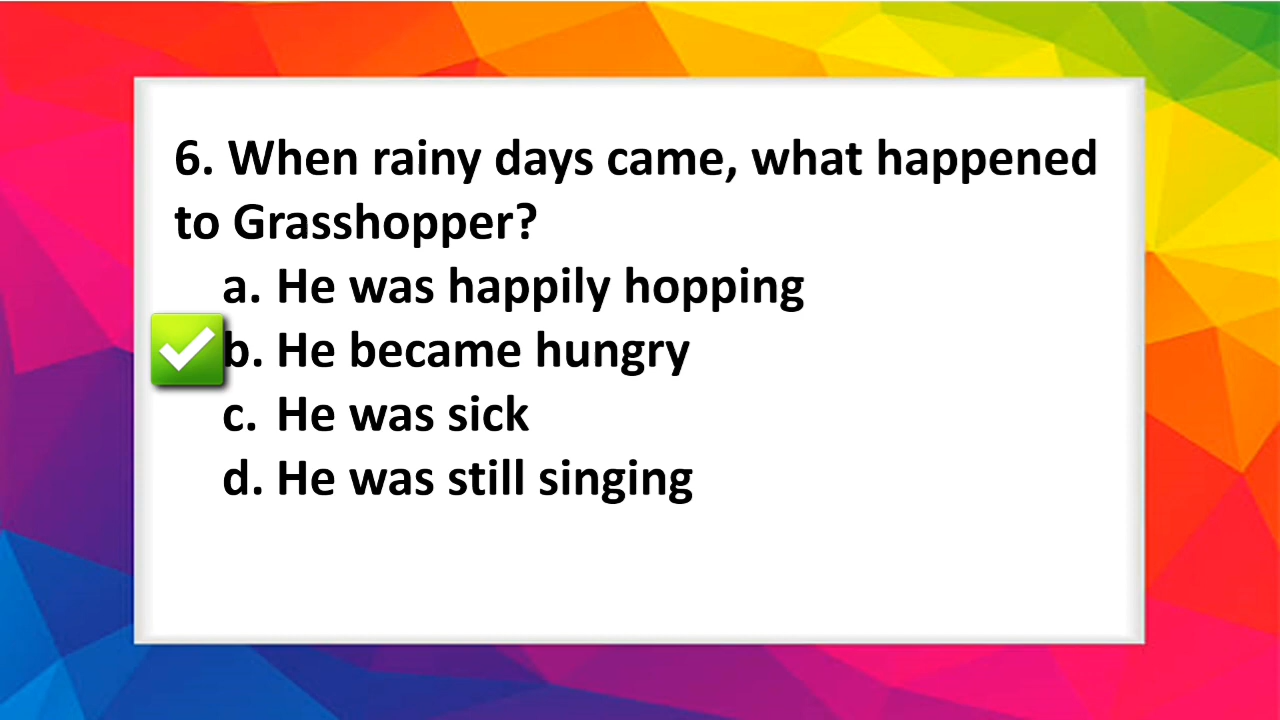 6. When rainy days came, what happened
to Grasshopper?
a. He was happily hopping
b. He became hungry
c. He was sick
d. He was still singing